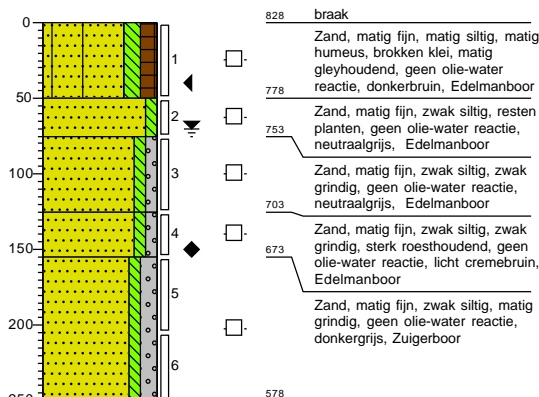 0
50
100
150
200
250
1
2
3
4
5
6
828 braak
Zand, matig fijn, matig siltig, matig
humeus, brokken klei, matig
gleyhoudend, geen olie-water
reactie, donkerbruin, Edelmanboor
778
Zand, matig fijn, zwak siltig, resten
planten, geen olie-water reactie,
neutraalgrijs, Edelmanboor
753
Zand, matig fijn, zwak siltig, zwak
grindig, geen olie-water reactie,
neutraalgrijs, Edelmanboor
703
Zand, matig fijn, zwak siltig, zwak
grindig, sterk roesthoudend, geen
olie-water reactie, licht cremebruin,
Edelmanboor
673
Zand, matig fijn, zwak siltig, matig
grindig, geen olie-water reactie,
donkergrijs, Zuigerboor
578